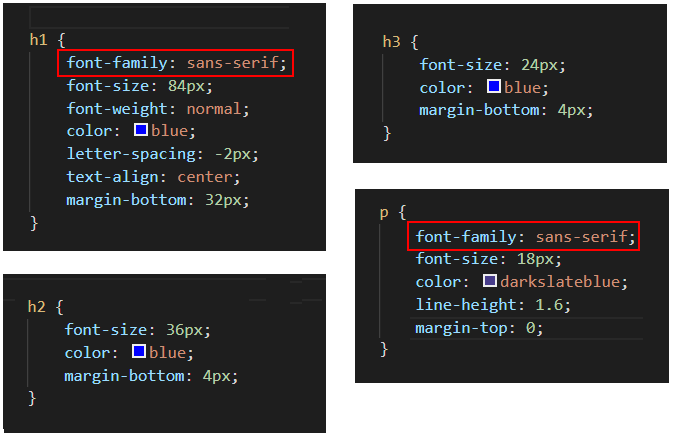 h1 {
font-family: sans-serif;
font-size: 84px;
font-weight: normal;
color: blue;
letter-spacing: -2px;
text-align: center;
margin-bottom: 32px;
}
h2 {
font-size: 36px;
color: blue;
margin-bottom: 4px;
}
h3 {
font-size: 24px;
color: blue;
margin-bottom: 4px;
}
p {
font-family: sans-serif;
font-size: 18px;
color: darkslateblue;
line-height: 1.6;
margin-top: 0;
}